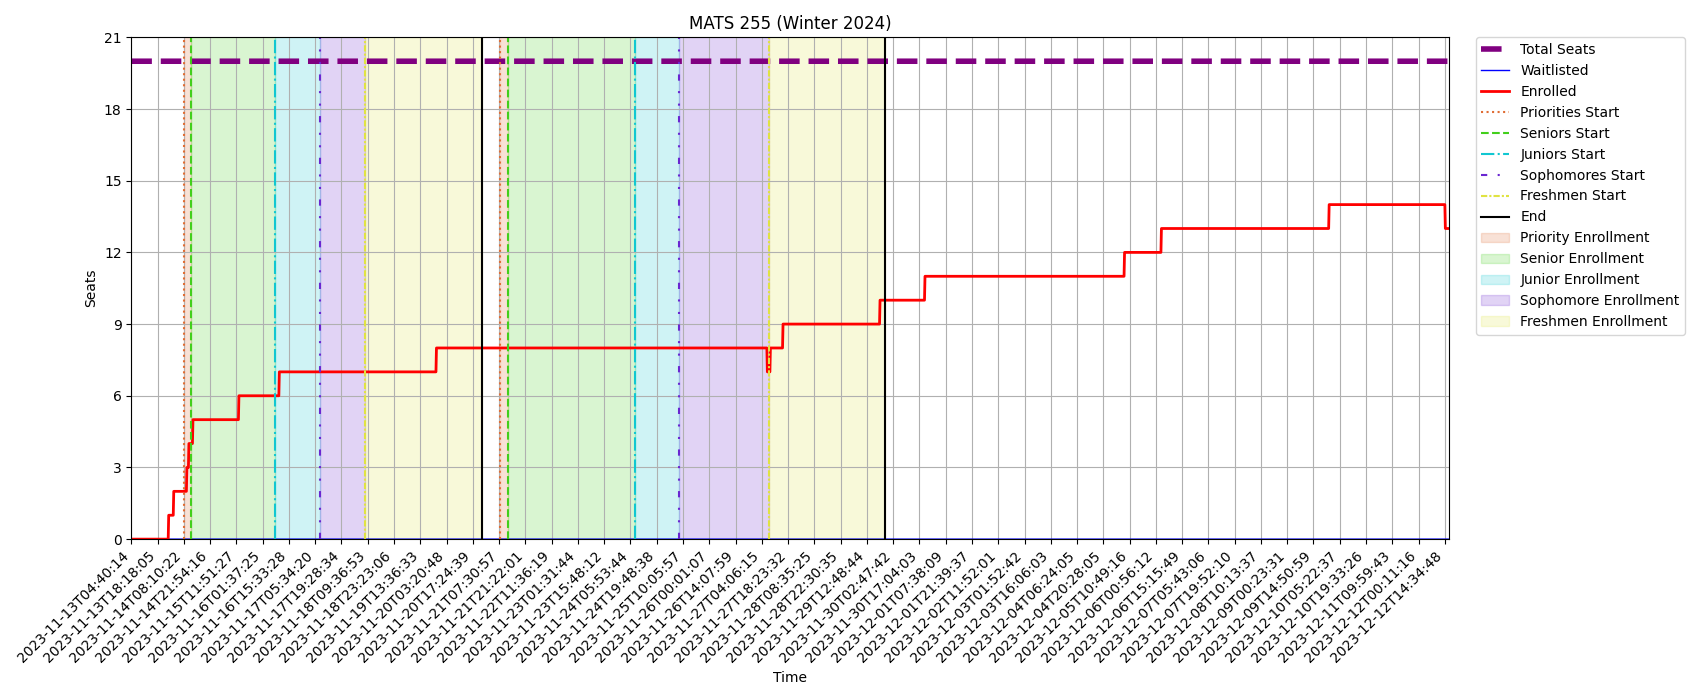 MATS 255 (Winter 2024)
21
18
15
12
9
6
3
0
Seats
2023-11-13T04:40:14
2023-11-13T18:18:05
2023-11-14T08:10:22
2023-11-14T21:54:16
2023-11-15T11:51:27
2023-11-16T01:37:25
2023-11-16T15:33:28
2023-11-17T05:34:20
2023-11-17T19:28:34
2023-11-18T09:36:53
2023-11-18T23:23:06
2023-11-19T13:36:33
2023-11-20T03:20:48
2023-11-20T17:24:39
2023-11-21T07:30:57
2023-11-21T21:22:01
2023-11-22T11:36:19
2023-11-23T01:31:44
2023-11-23T15:48:12
2023-11-24T05:53:44
2023-11-24T19:48:38
2023-11-25T10:05:57
2023-11-26T00:01:07
2023-11-26T14:07:59
2023-11-27T04:06:15
2023-11-27T18:23:32
2023-11-28T08:35:25
2023-11-28T22:30:35
2023-11-29T12:48:44
2023-11-30T02:47:42
2023-11-30T17:04:03
2023-12-01T07:38:09
2023-12-01T21:39:37
2023-12-02T11:52:01
2023-12-03T01:52:42
2023-12-03T16:06:03
2023-12-04T06:24:05
2023-12-04T20:28:05
2023-12-05T10:49:16
2023-12-06T00:56:12
2023-12-06T15:15:49
2023-12-07T05:43:06
2023-12-07T19:52:10
2023-12-08T10:13:37
2023-12-09T00:23:31
2023-12-09T14:50:59
2023-12-10T05:22:37
2023-12-10T19:33:26
2023-12-11T09:59:43
2023-12-12T00:11:16
2023-12-12T14:34:48
Time
Total Seats
Waitlisted
Enrolled
Priorities Start
Seniors Start
Juniors Start
Sophomores Start
Freshmen Start
End
Priority Enrollment
Senior Enrollment
Junior Enrollment
Sophomore Enrollment
Freshmen Enrollment